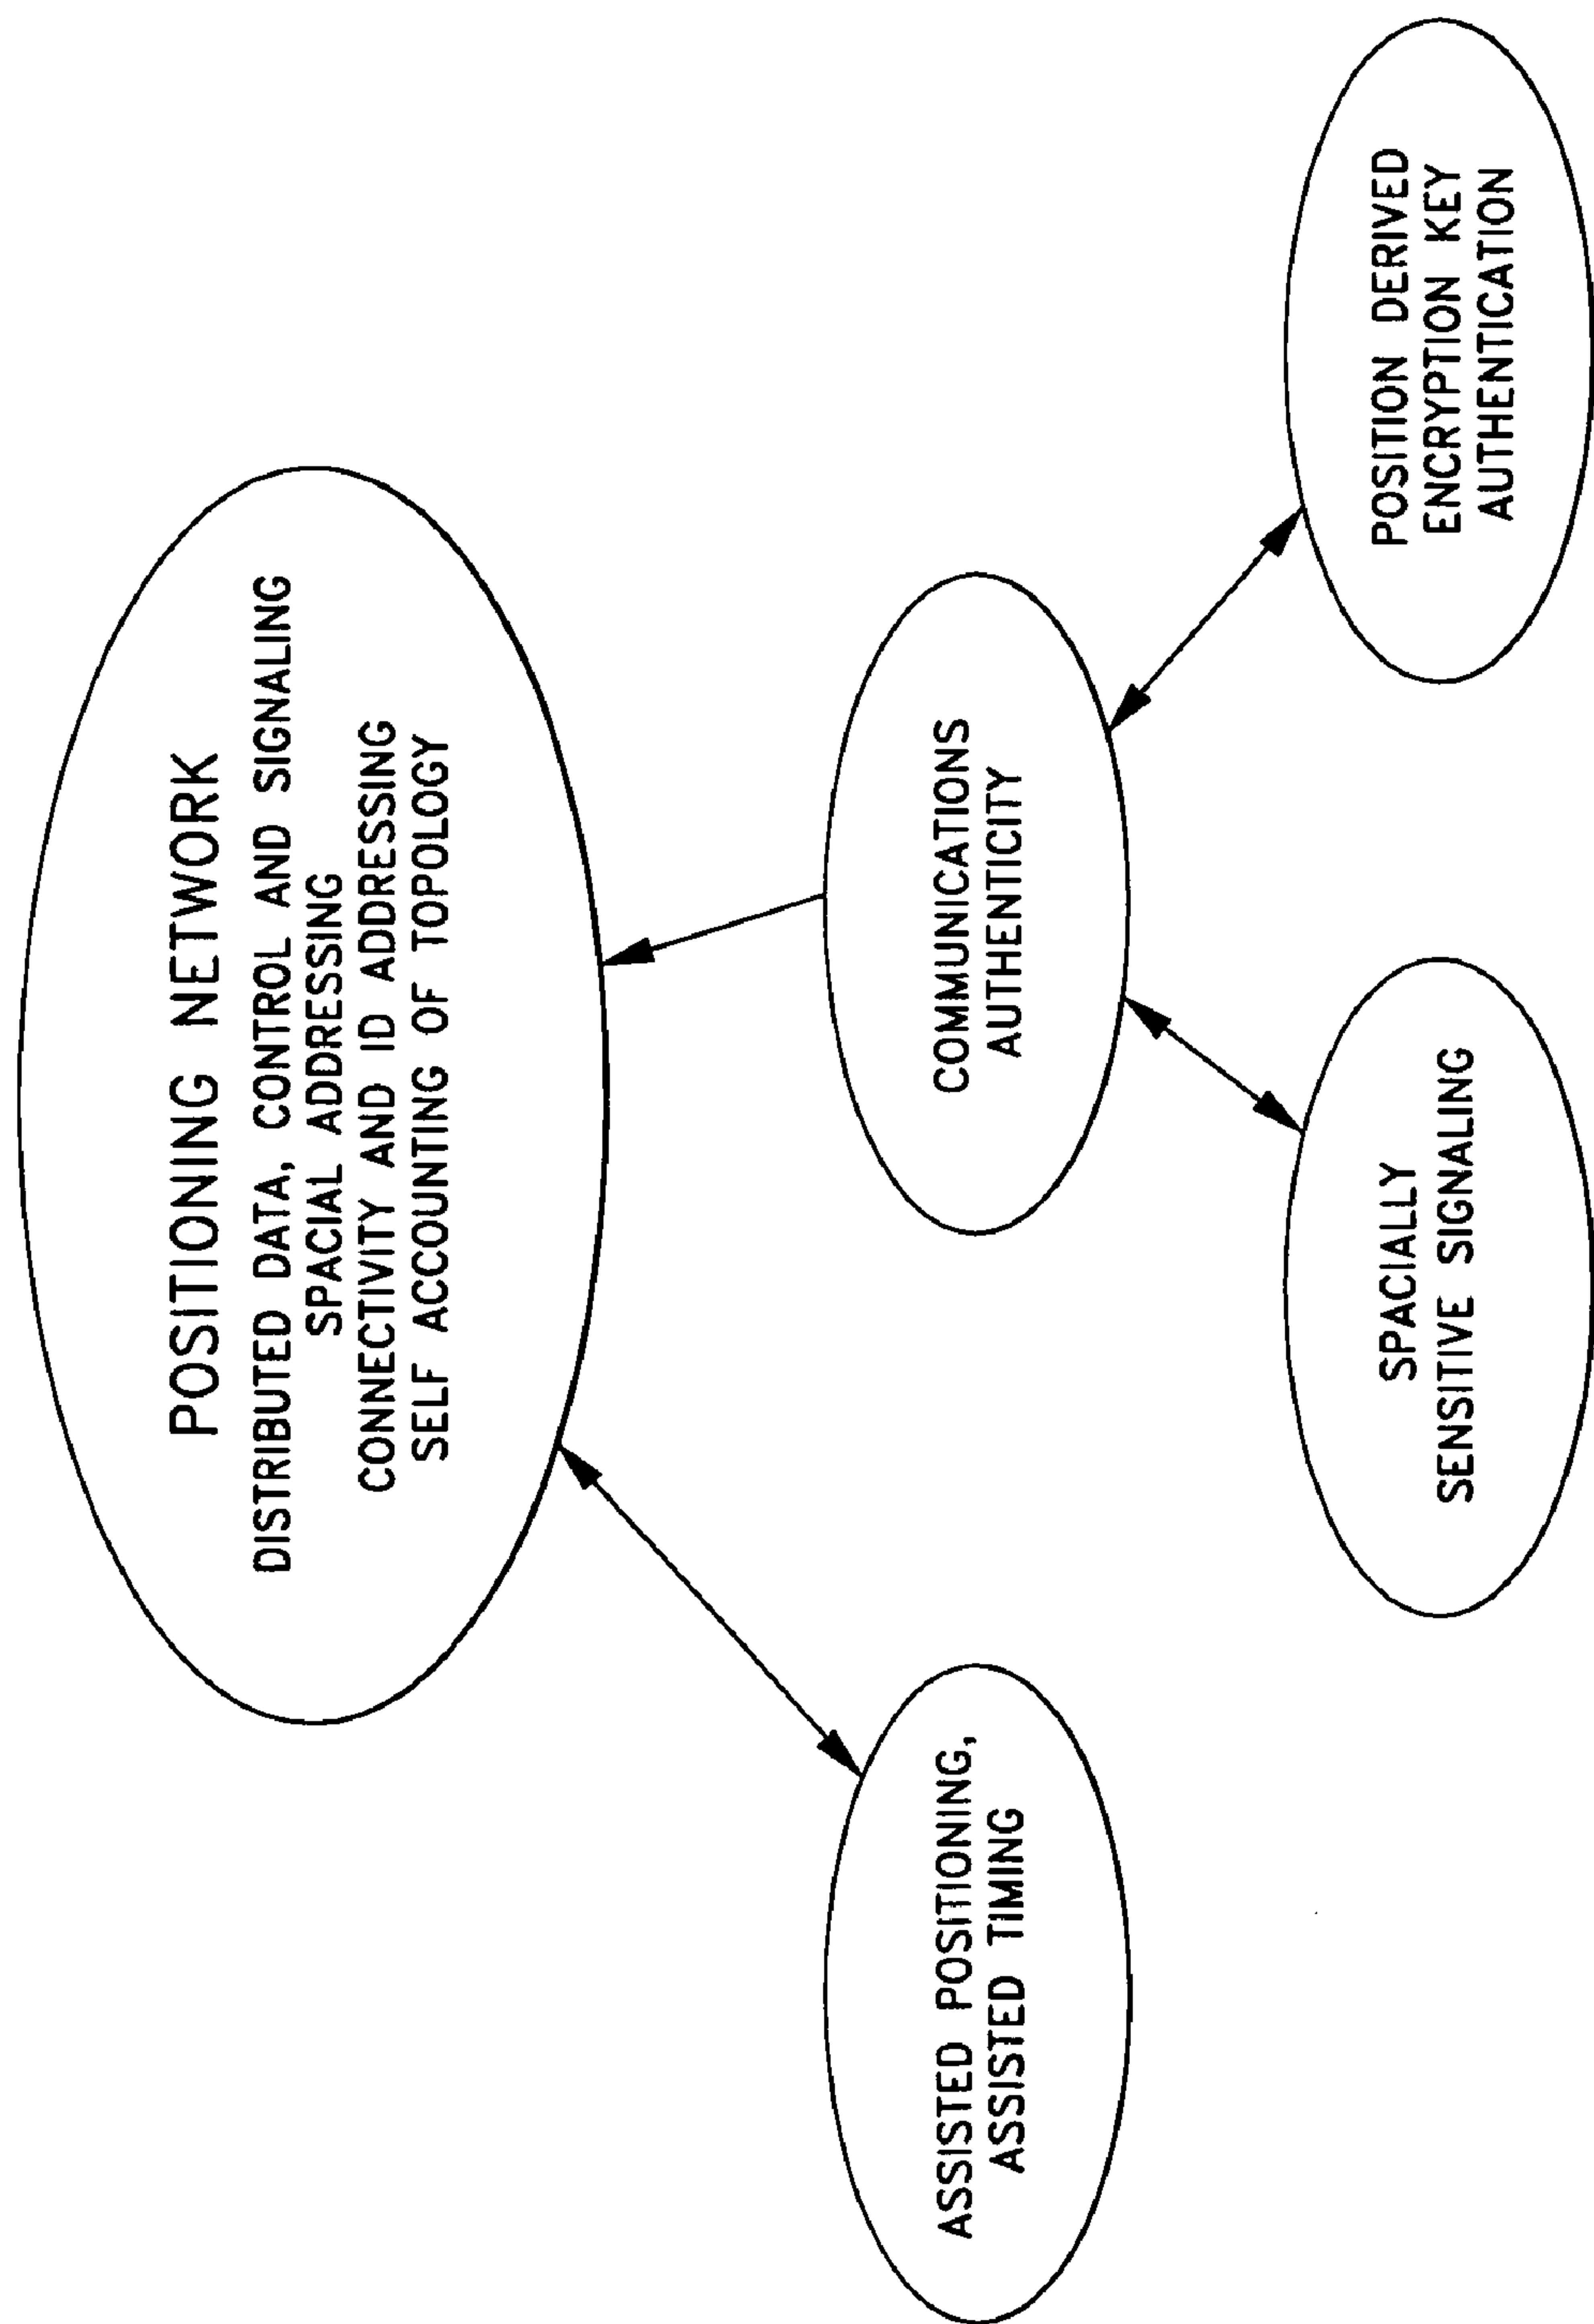 POSITIONING NETWORK
DISTRIBUTED DATA, CONTROL AND SIGNALING
SPACIAL ADDRESSING
CONNECTIVITY AND ID ADDRESSING
SELF ACCOUNTING OF TOPOLOGY
ASSISTED POSITIONING,
ASSISTED TIMING
COMMUNICATIONS
AUTHENTICITY
SPACIALLY
SENSITIVE SIGNALING
POSITION DERIVED
ENCRYPTION KEY
AUTHENTICATION